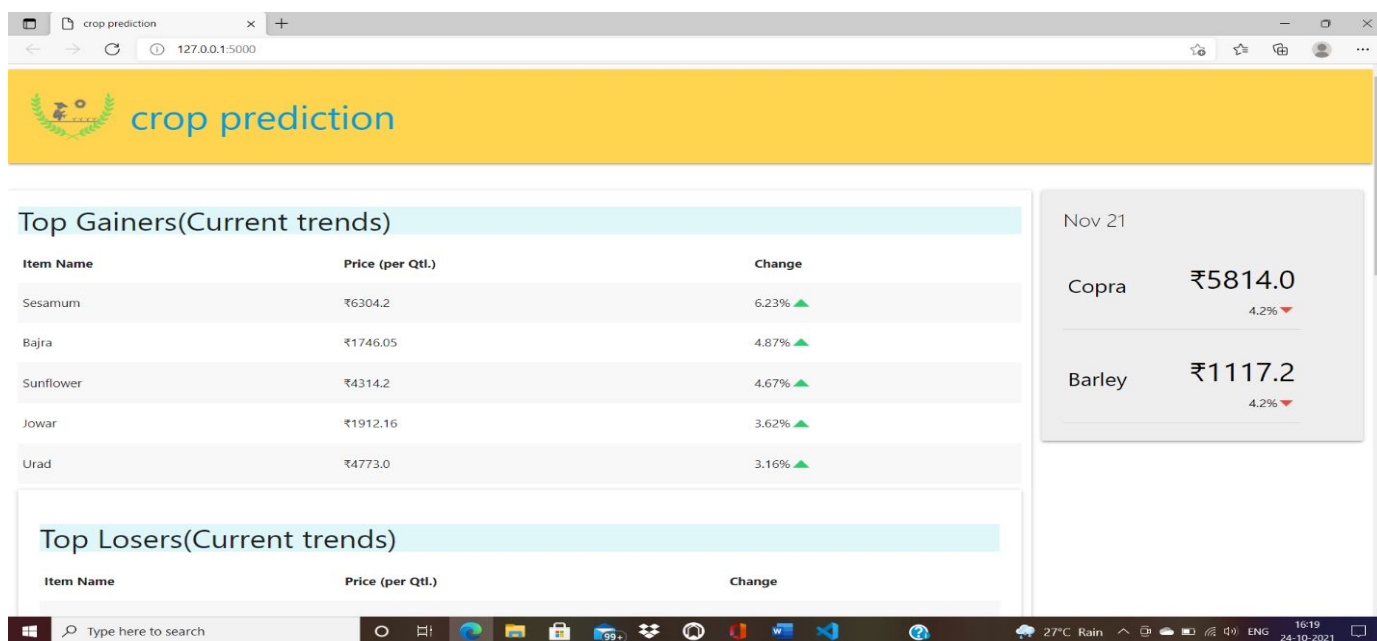 crop prediction
127.0.0.1:5000
crop prediction
Top Gainers(Current trends)
Item Name Price (per Qtl.) Change
Sesamum ₹6304.2 6.23%
Bajra ₹1746.05 4.87%
Sunflower ₹4314.2 4.67%
Jowar ₹1912.16 3.62%
Urad ₹4773.0 3.16%
Nov 21
Copra ₹5814.0
4.2%
Barley ₹1117.2
4.2%
Top Losers(Current trends)
Item Name Price (per Qtl.) Change
Type here to search
99+
27°C Rain
ENG
16:19
24-10-2021